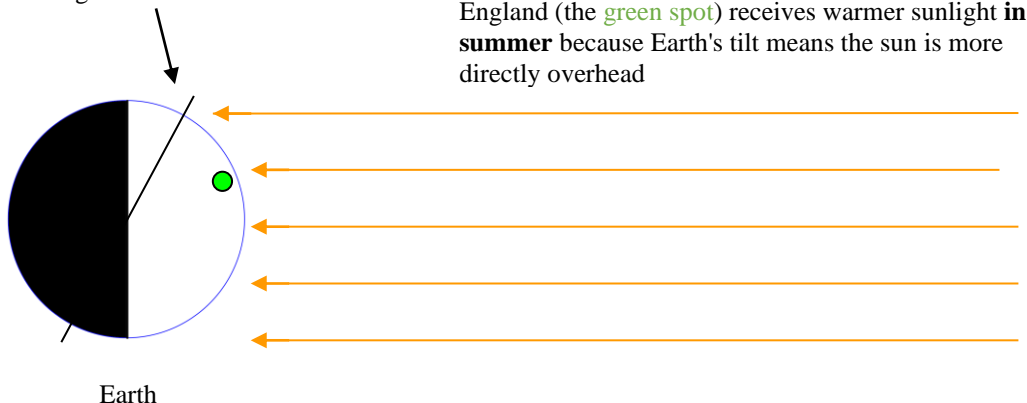 England (the green spot) receives warmer sunlight in
summer because Earth's tilt means the sun is more
directly overhead
Earth